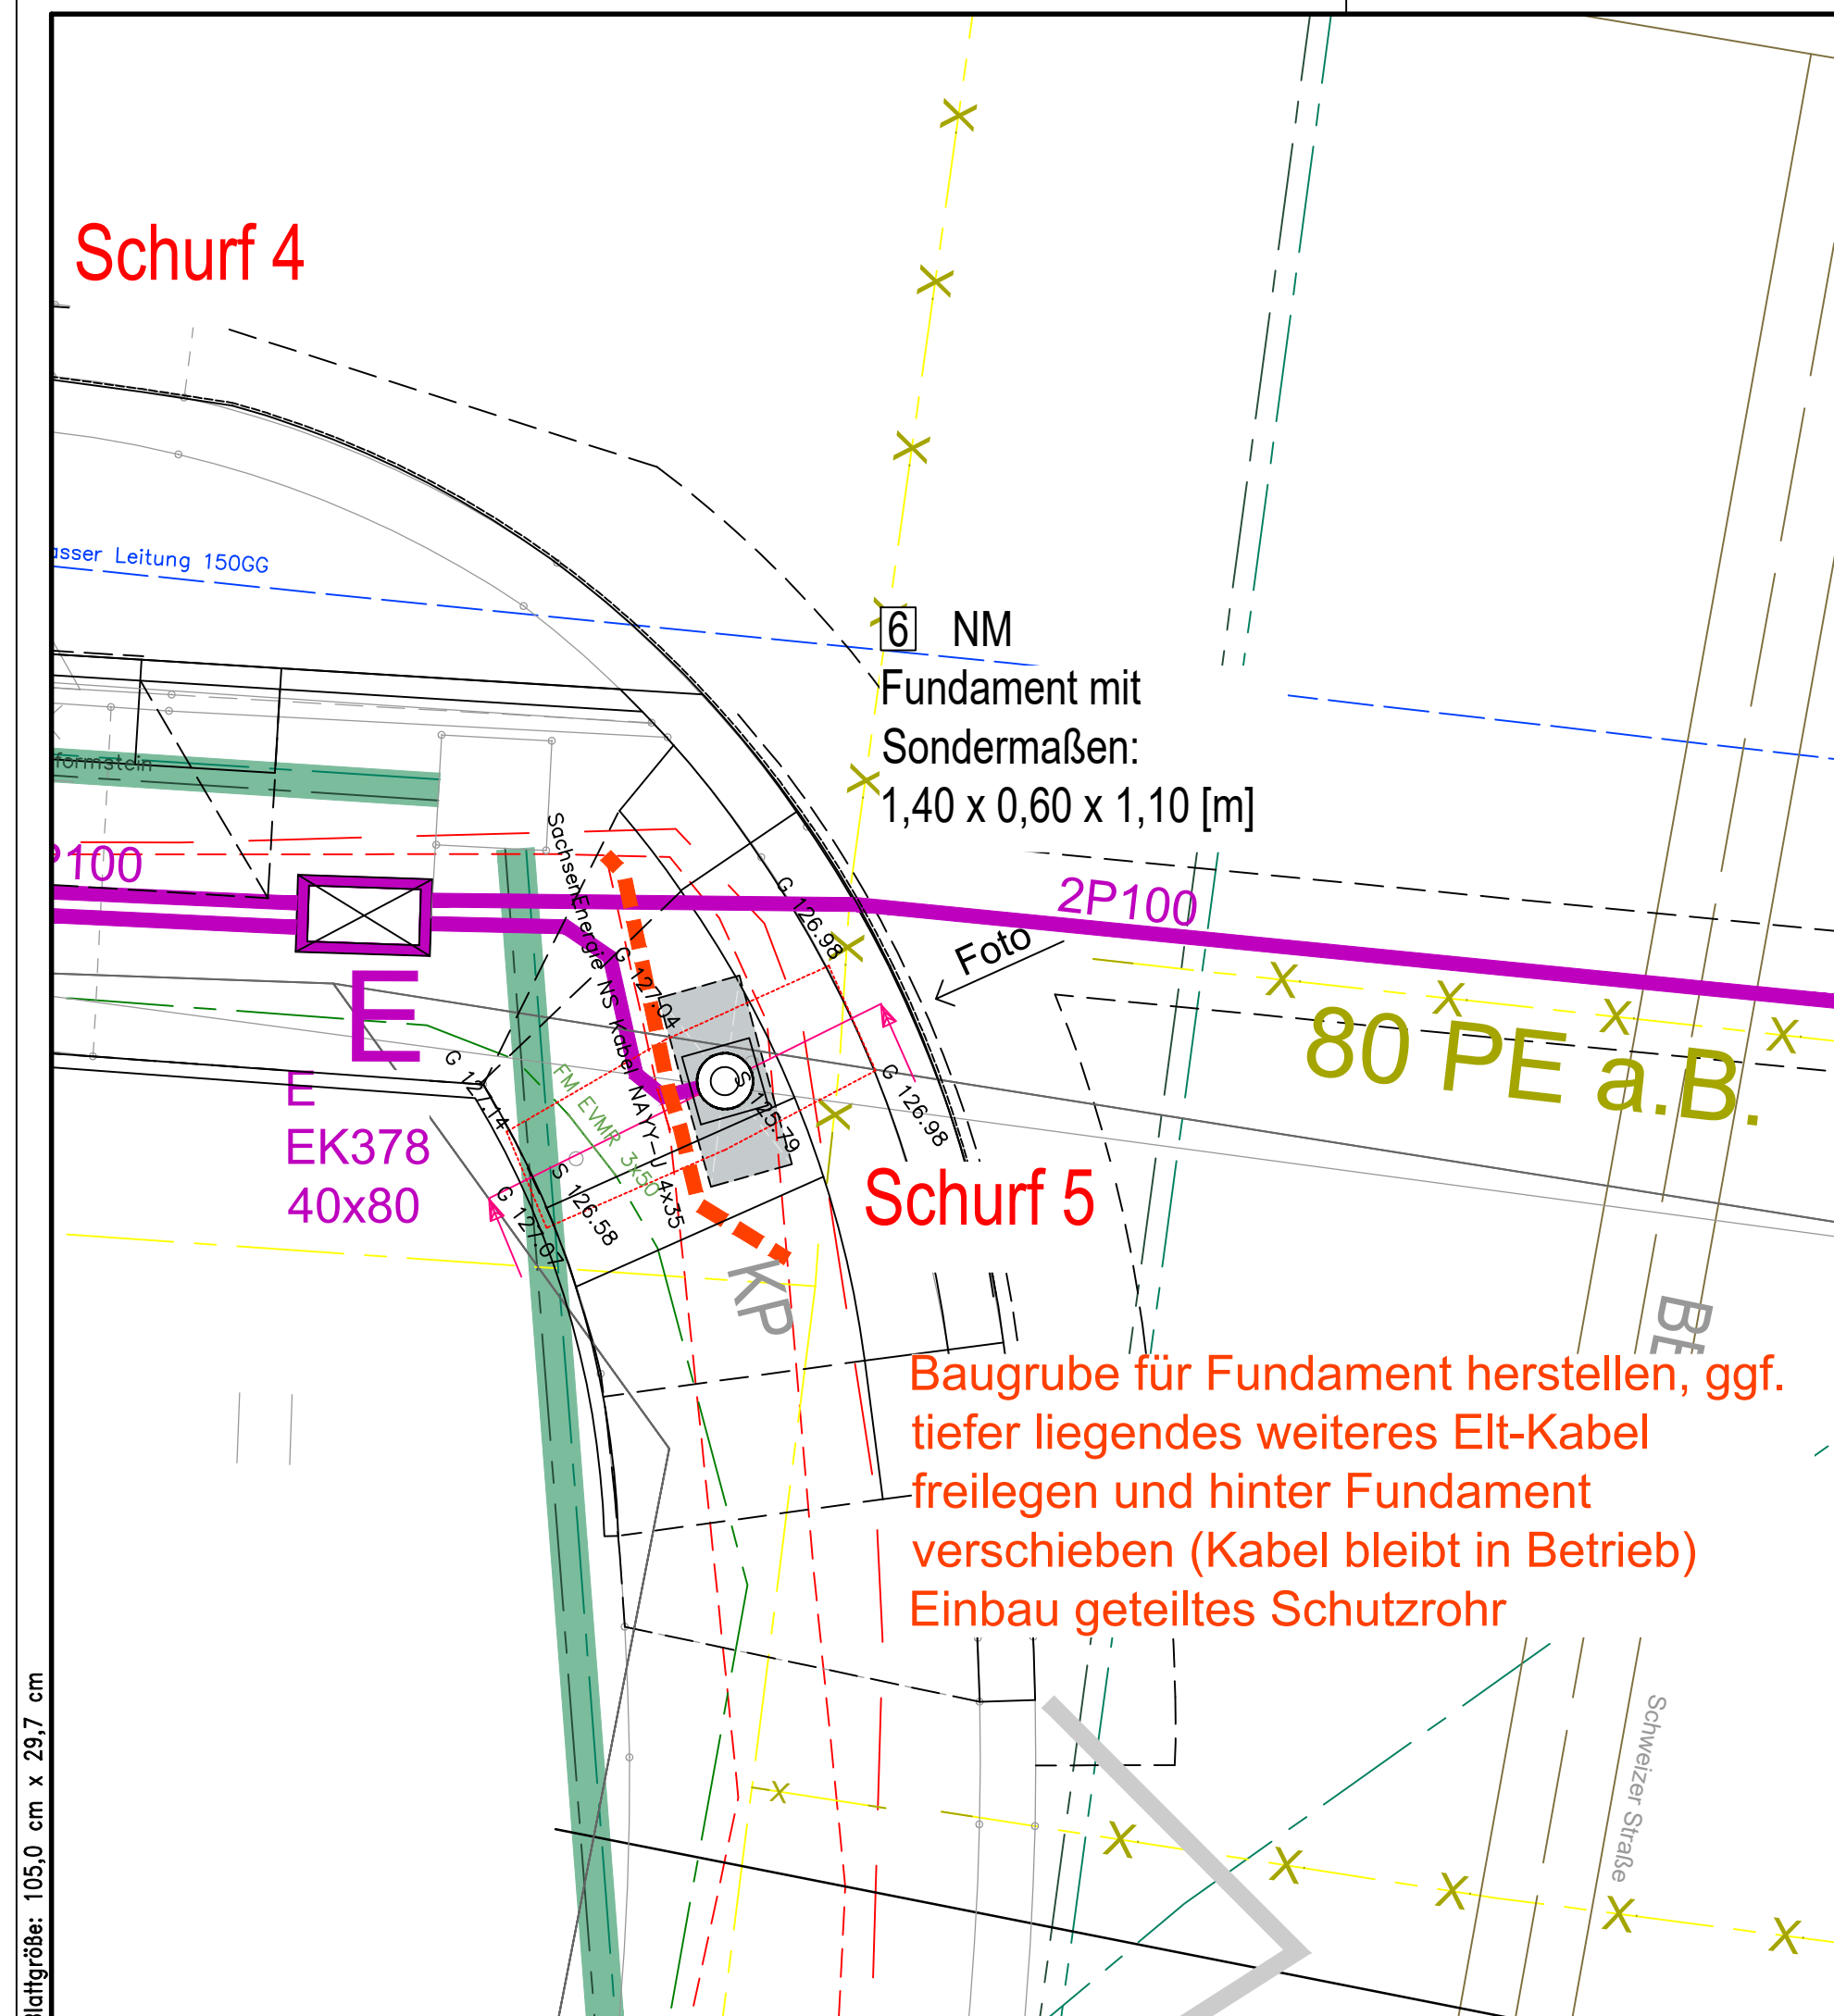 Schurf 4
asser Leitung 150GG
6 NM
Fundament mit
Sondermaßen:
1,40 x 0,60 x 1,10 [m]
formstein
P100
2P100
Foto
SachsenEnergie NS-Kabel NAYY-J 4x35
G 126.98
G 127.04
E
80 PE a.B.
G 127.14
FM EVMR 3x50
S 125.79
G 126.98
E
EK378
40x80
S 126.58
G 127.07
Schurf 5
KP
Baugrube für Fundament herstellen, ggf.
tiefer liegendes weiteres Elt-Kabel
freilegen und hinter Fundament
verschieben (Kabel bleibt in Betrieb)
Einbau geteiltes Schutzrohr
Schweizer Straße
Blattgröße: 105,0 cm x 29,7 cm